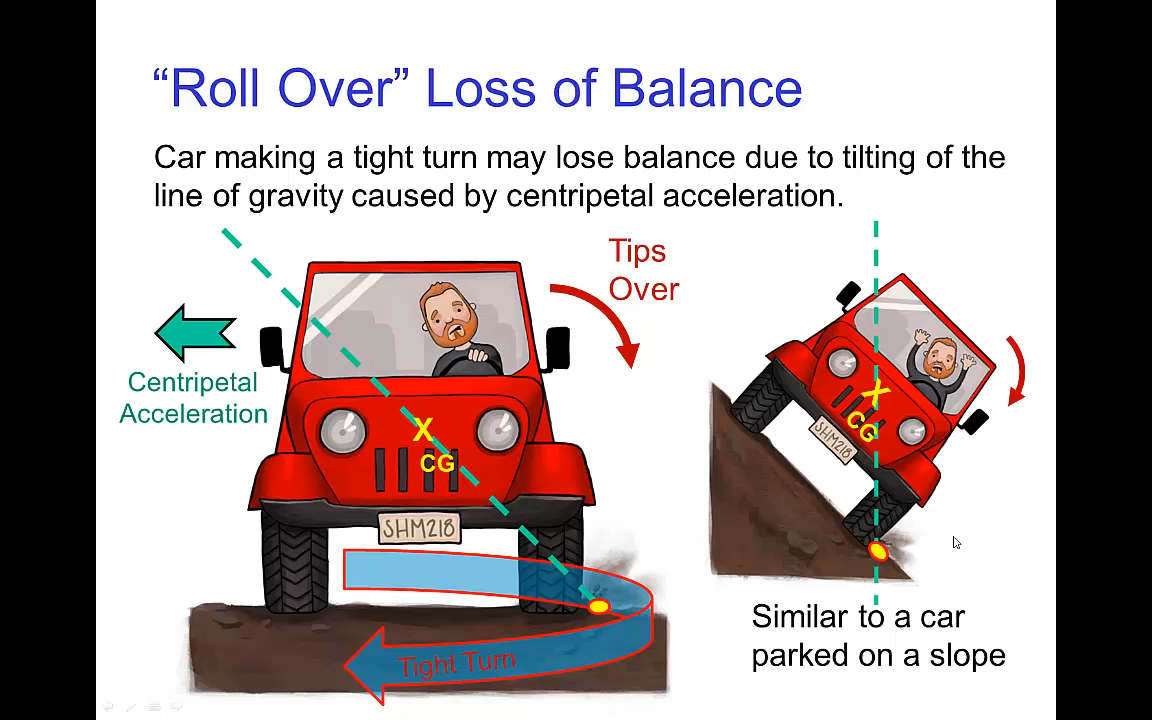 “Roll Over” Loss of Balance
Car making a tight turn may lose balance due to tilting of the
line of gravity caused by centripetal acceleration.
Tips
Over
Centripetal
Acceleration
X
CG
SHM218
Tight Turn
X
CG
SHM218
Similar to a car
parked on a slope